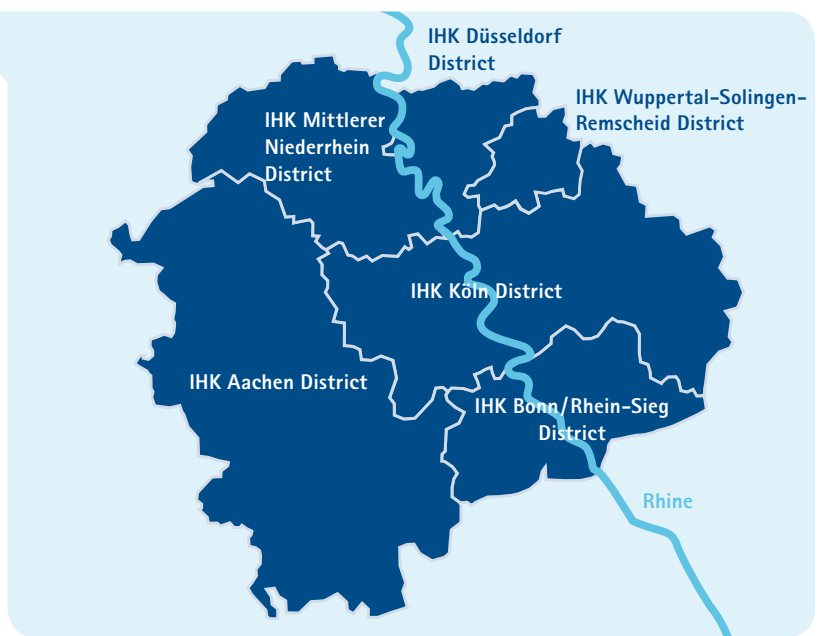 IHK Düsseldorf
District
IHK Wuppertal-Solingen-
Remscheid District
IHK Mittlerer
Niederrhein
District
IHK Köln District
IHK Aachen District
IHK Bonn/Rhein-Sieg
District
Rhine